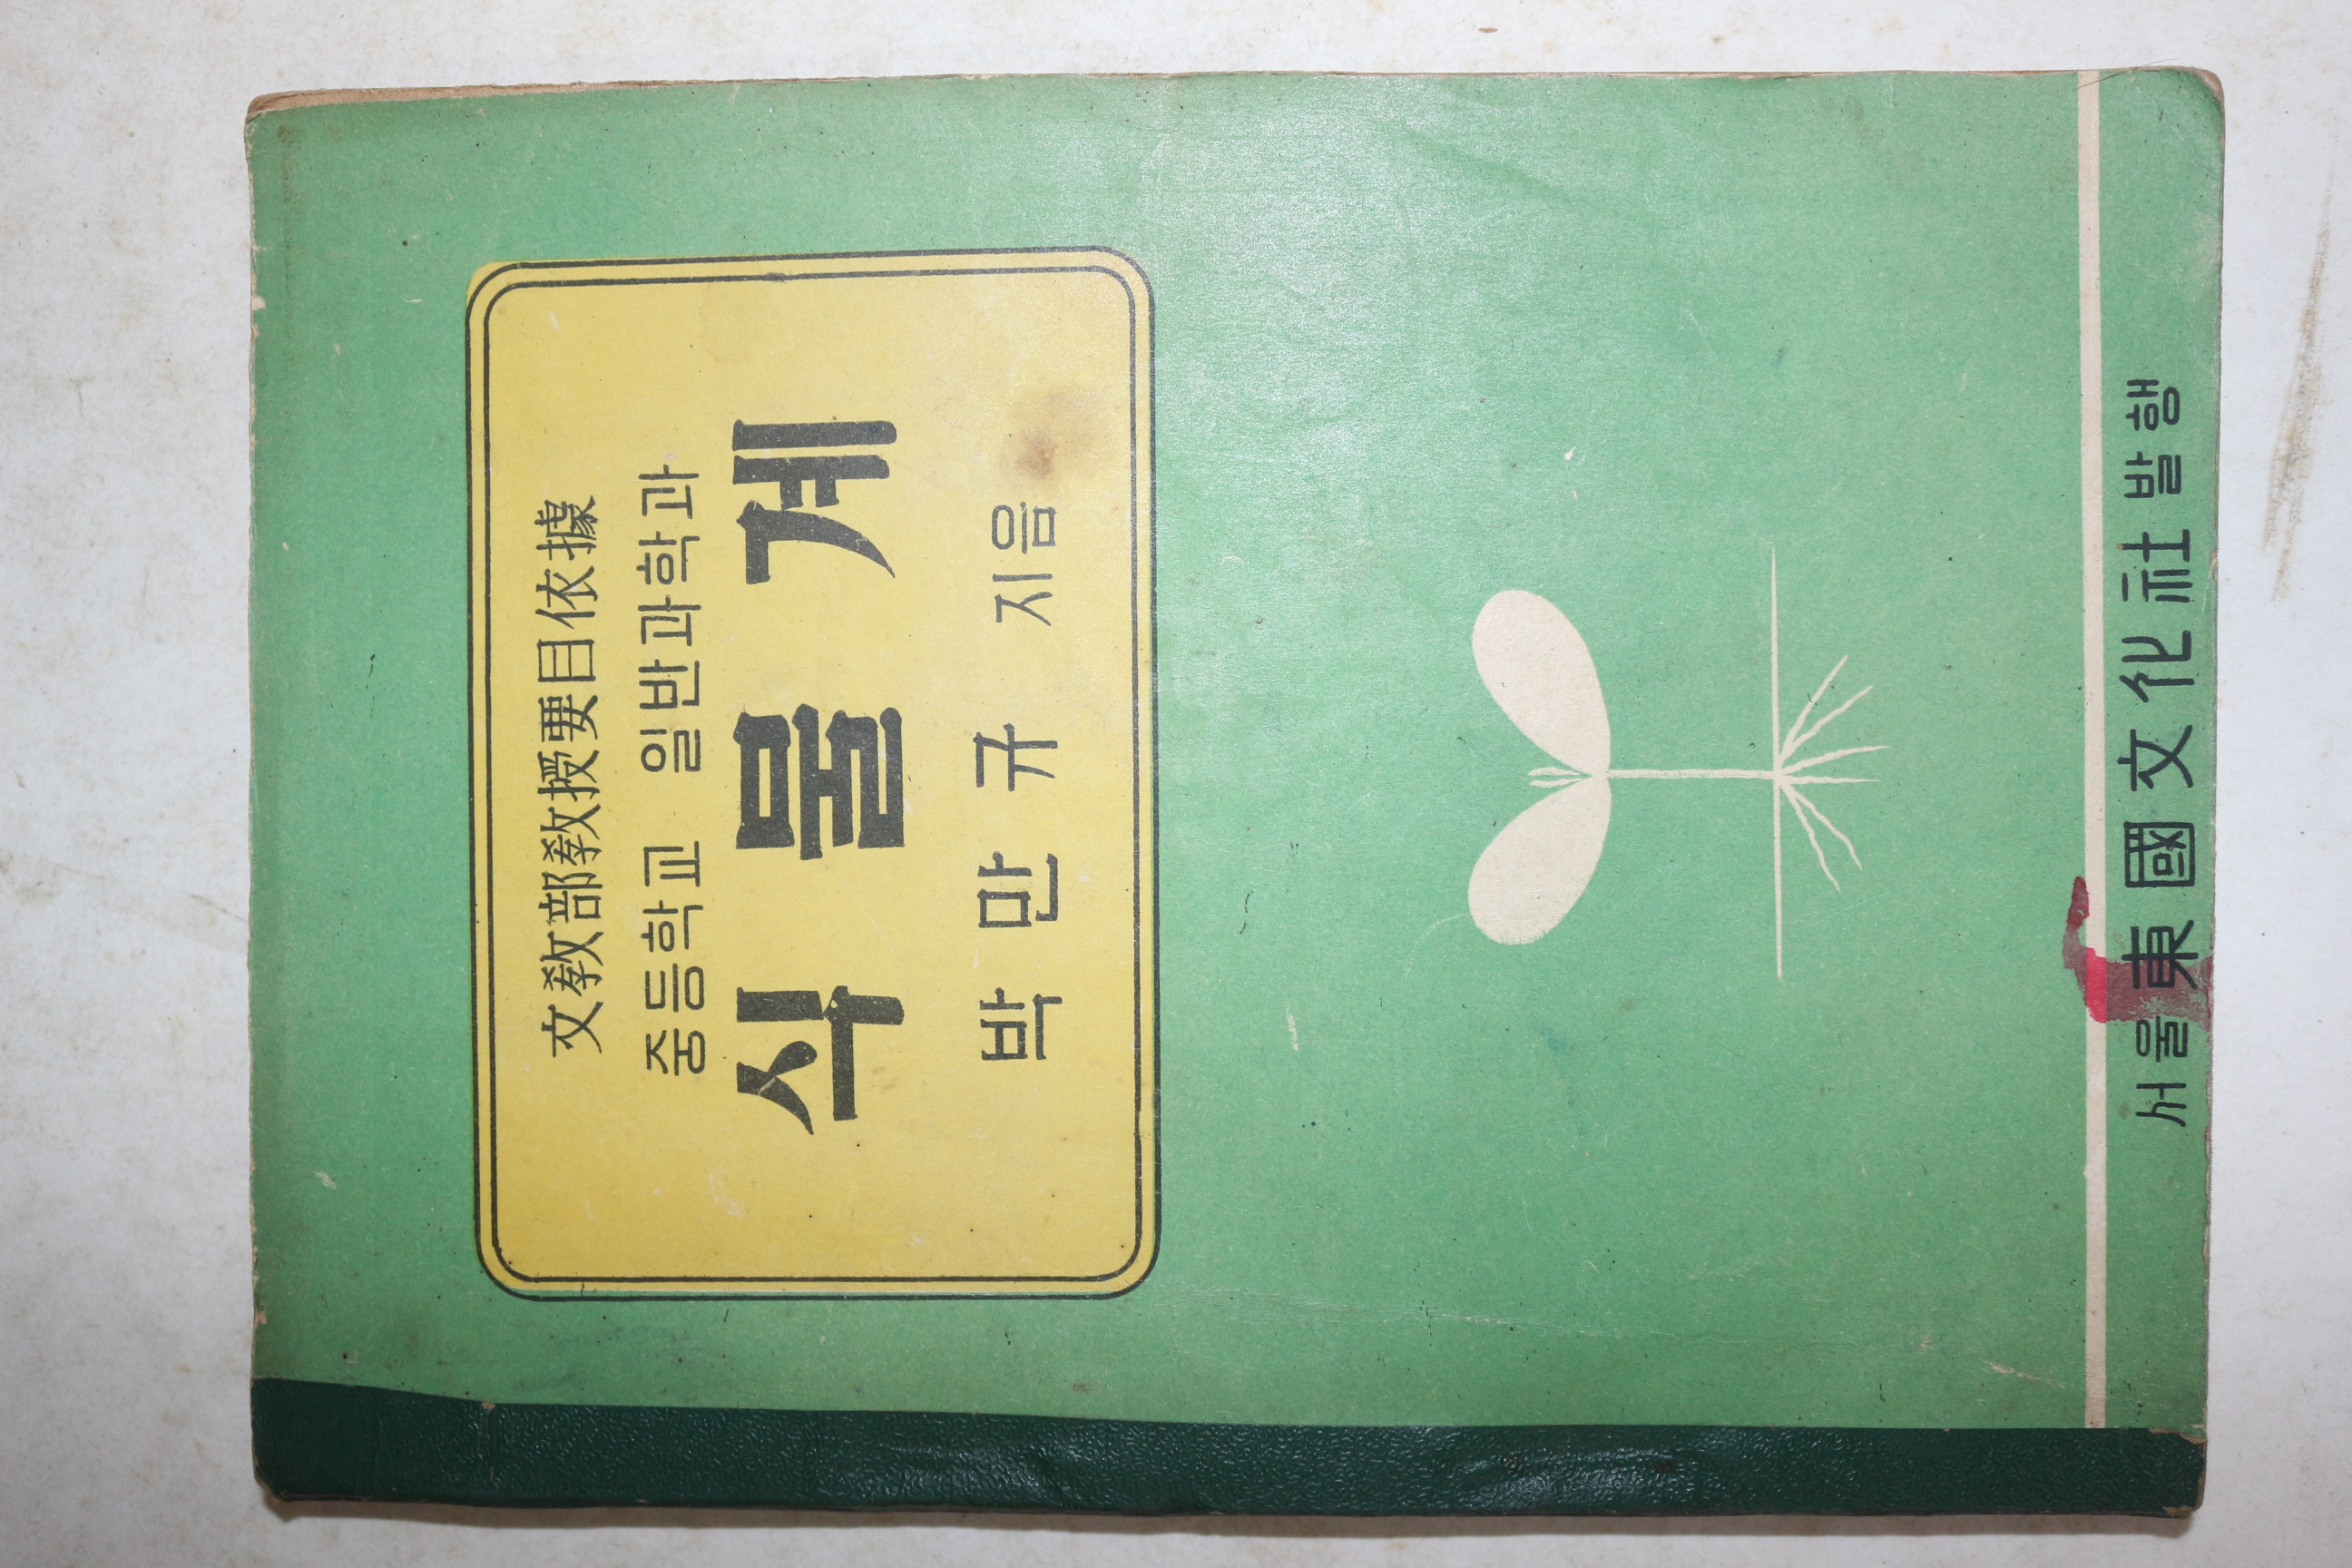 文敎部敎授要目依據
중등학교 일반과학과
식물계
박만규 지음
서울東國文化社발행